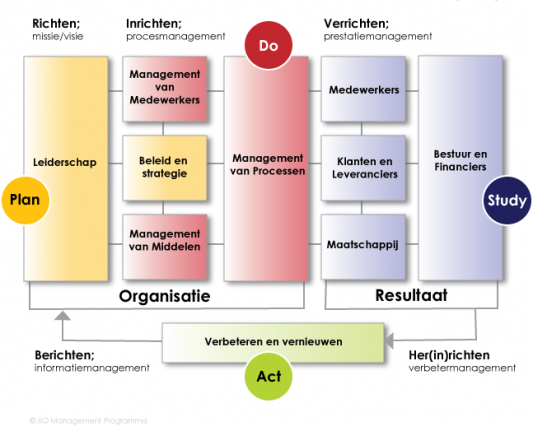 Richten;
missie/visie
Inrichten;
procesmanagement
Verrichten;
prestatiemanagement
Do
Management
van
Medewerkers
Medewerkers
Leiderschap
Beleid en
strategie
Management
van Processen
Klanten en
Leveranciers
Bestuur en
Financiers
Plan
Study
Management
van Middelen
Maatschappij
Organisatie
Resultaat
Verbeteren en vernieuwen
Berichten;
informatiemanagement
Her(in)richten
verbetermanagement
Act
© KQ Management Programma